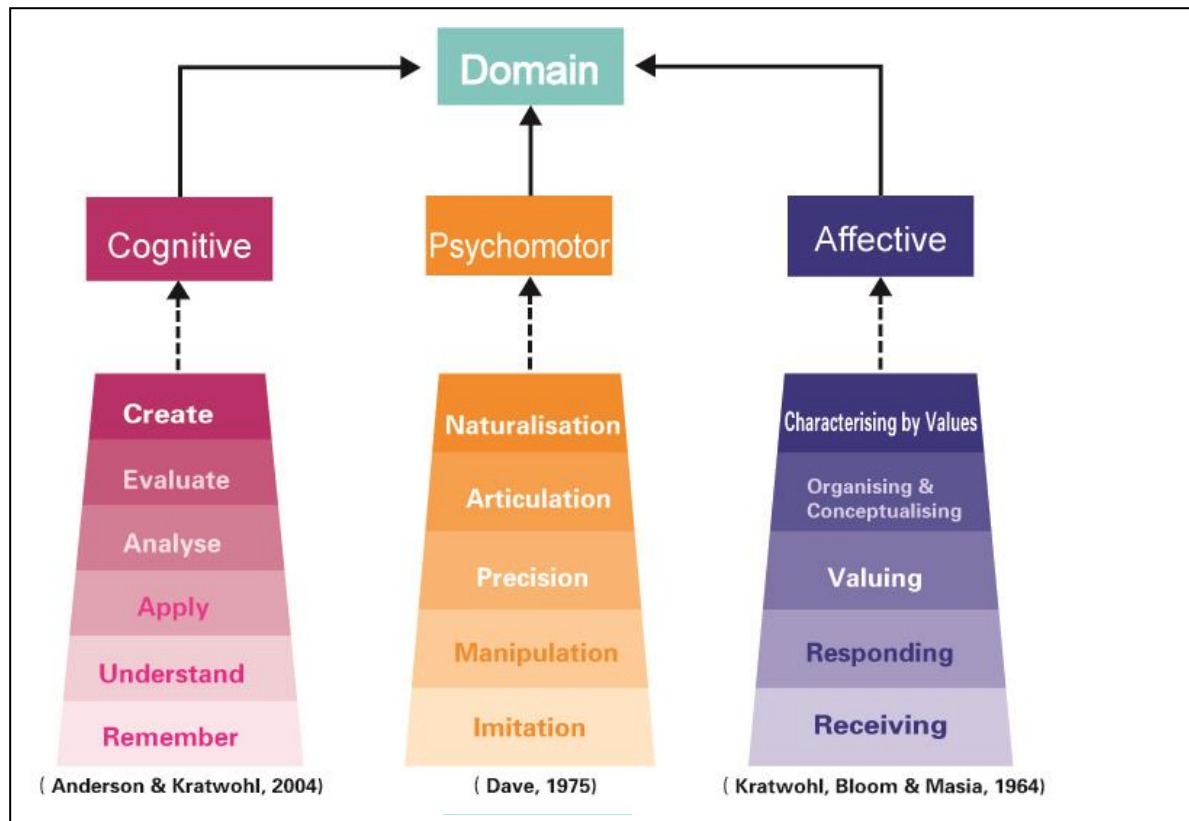 Domain
Cognitive
Psychomotor
Affective
Create
Evaluate
Analyse
Apply
Understand
Remember
( Anderson & Kratwohl, 2004)
Naturalisation
Articulation
Precision
Manipulation
Imitation
( Dave, 1975)
Characterising by Values
Organising &
Conceptualising
Valuing
Responding
Receiving
( Kratwohl, Bloom & Masia, 1964)